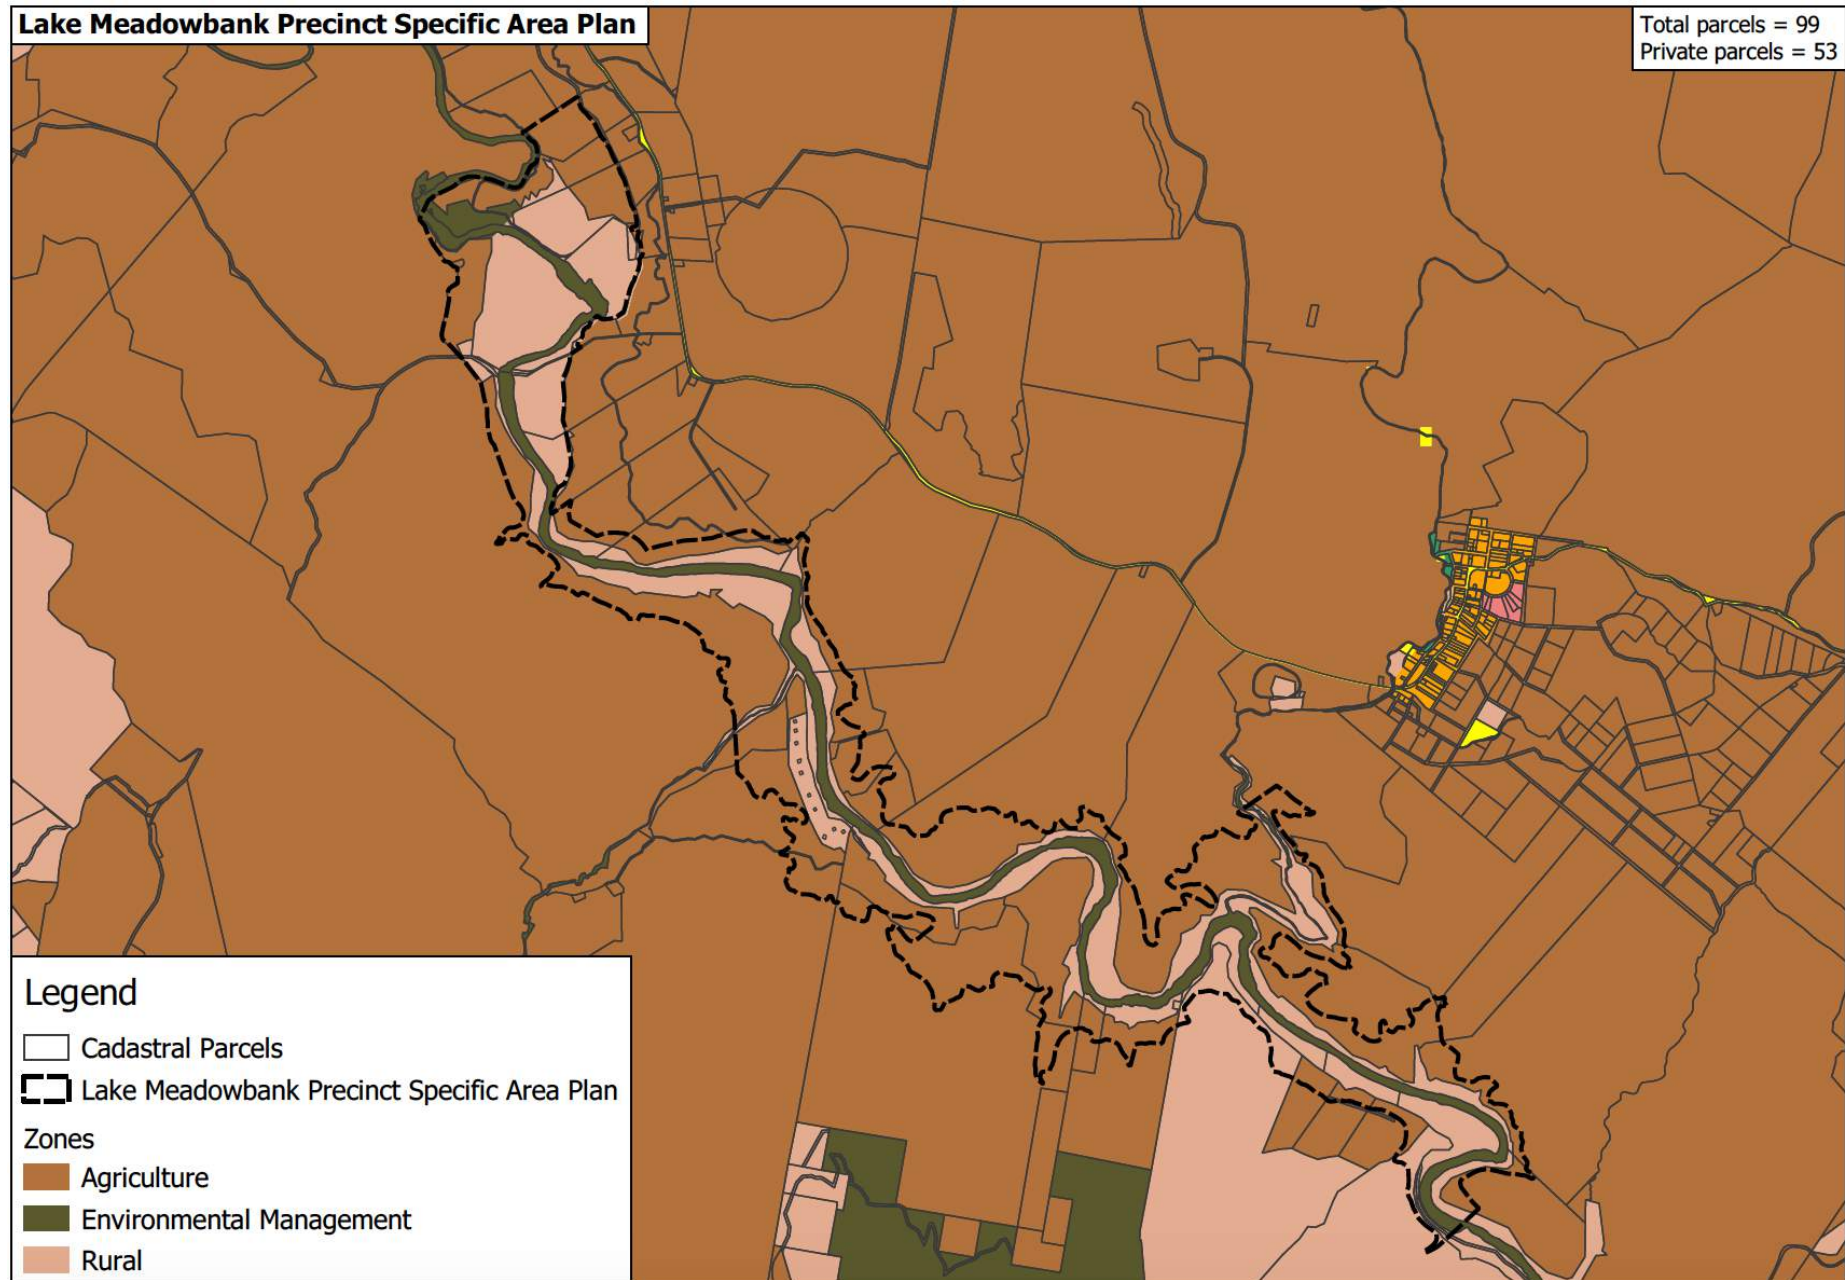 Lake Meadowbank Precinct Specific Area Plan
Total parcels = 99
Private parcels = 53
Legend
Cadastral Parcels
Lake Meadowbank Precinct Specific Area Plan
Zones
Agriculture
Environmental Management
Rural